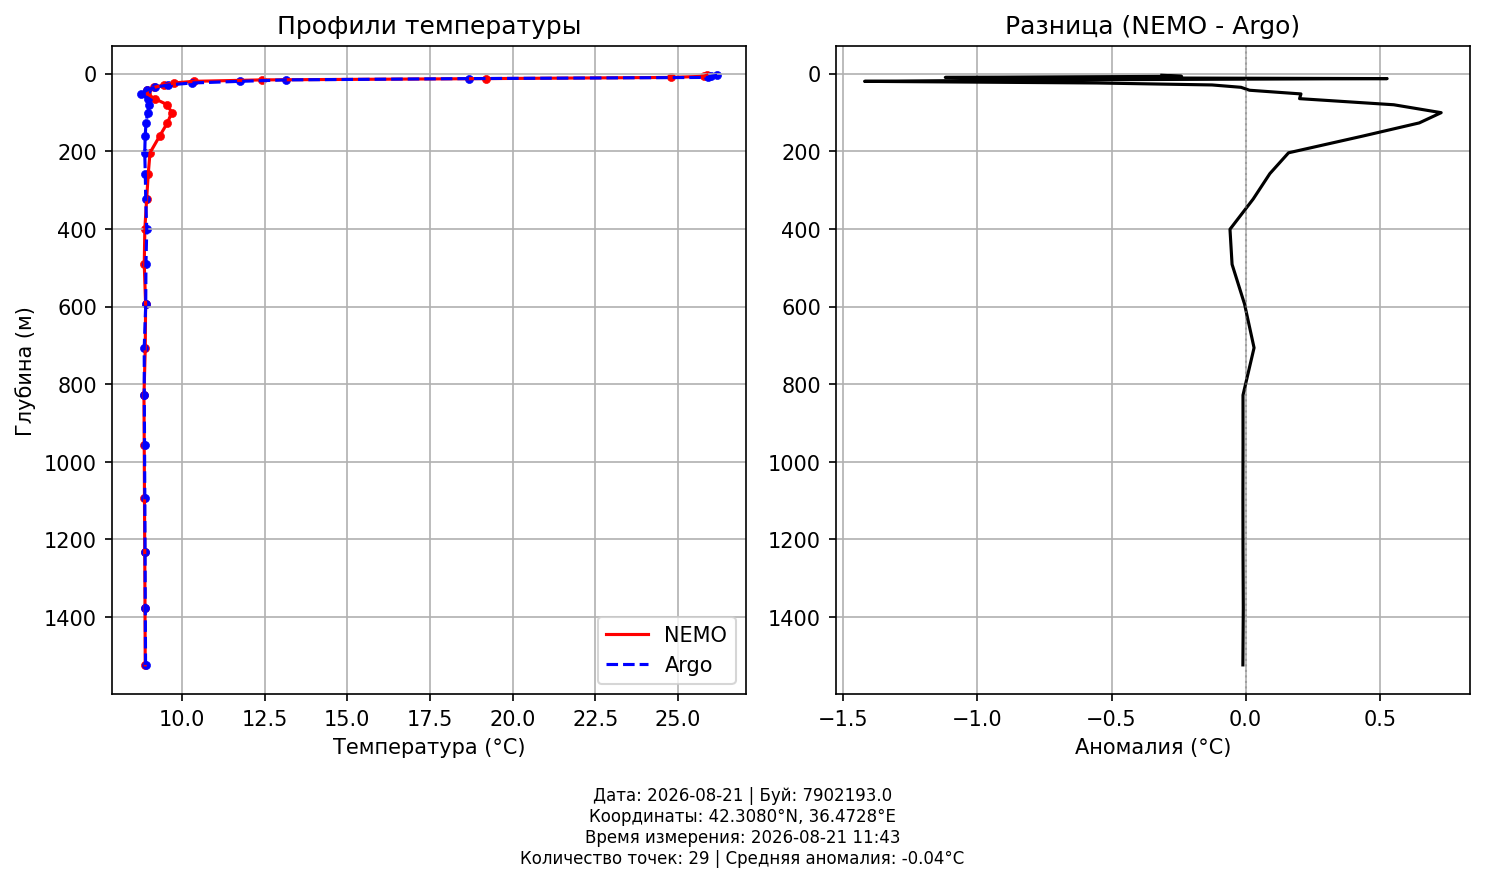 Профили температуры
Разница (NEMO - Argo)
Глубина (м)
0
200
400
600
800
1000
1200
1400
10.0
12.5
15.0
17.5
20.0
22.5
25.0
Температура (°C)
NEMO
Argo
0
200
400
600
800
1000
1200
1400
−1.5
−1.0
−0.5
0.0
0.5
Аномалия (°C)
Дата: 2026-08-21 | Буй: 7902193.0
Координаты: 42.3080°N, 36.4728°E
Время измерения: 2026-08-21 11:43
Количество точек: 29 | Средняя аномалия: -0.04°C